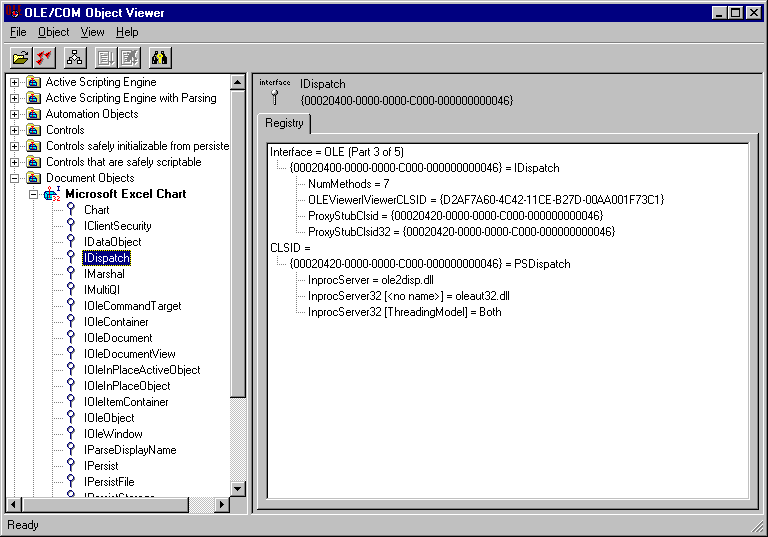 OLE/COM Object Viewer
File Object View Help
Active Scripting Engine
Active Scripting Engine with Parsing
Automation Objects
Controls
Controls safely initializable from persiste
Controls that are safely scriptable
Document Objects
Microsoft Excel Chart
Chart
IClientSecurity
IDataObject
IDispatch
IMarshal
IMultiQI
IOleCommandTarget
IOleContainer
IOleDocument
IOleDocumentView
IOleInPlaceActiveObject
IOleInPlaceObject
IOleItemContainer
IOleObject
IOleWindow
IParseDisplayName
IPersist
IPersistFile
IPersistStorage
interface IDispatch
{00020400-0000-0000-C000-000000000046}
Registry
Interface = OLE (Part 3 of 5)
{00020400-0000-0000-C000-000000000046} = IDispatch
NumMethods = 7
OLEViewerIViewerCLSID = {D2AF7A60-4C42-11CE-B27D-00AA001F73C1}
ProxyStubClsid = {00020420-0000-0000-C000-000000000046}
ProxyStubClsid32 = {00020420-0000-0000-C000-000000000046}
CLSID =
{00020420-0000-0000-C000-000000000046} = PSDispatch
InprocServer = ole2disp.dll
InprocServer32 [<no name>] = oleaut32.dll
InprocServer32 [ThreadingModel] = Both
Ready